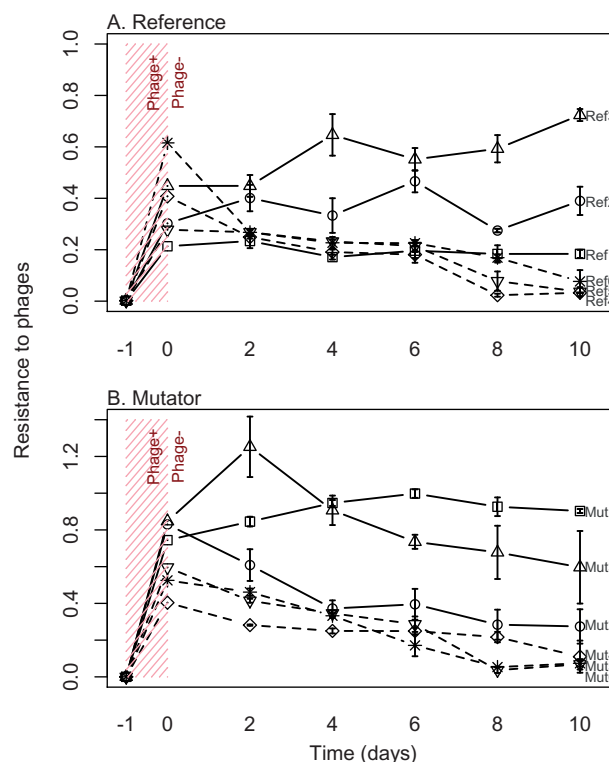 A. Reference
Resistance to phages
1.0
0.8
0.6
0.4
0.2
0.0
Phage+
Phage-
-1 0 2 4 6 8 10
B. Mutator
1.2
0.8
0.4
0.0
Phage+
Phage-
-1 0 2 4 6 8 10
Time (days)